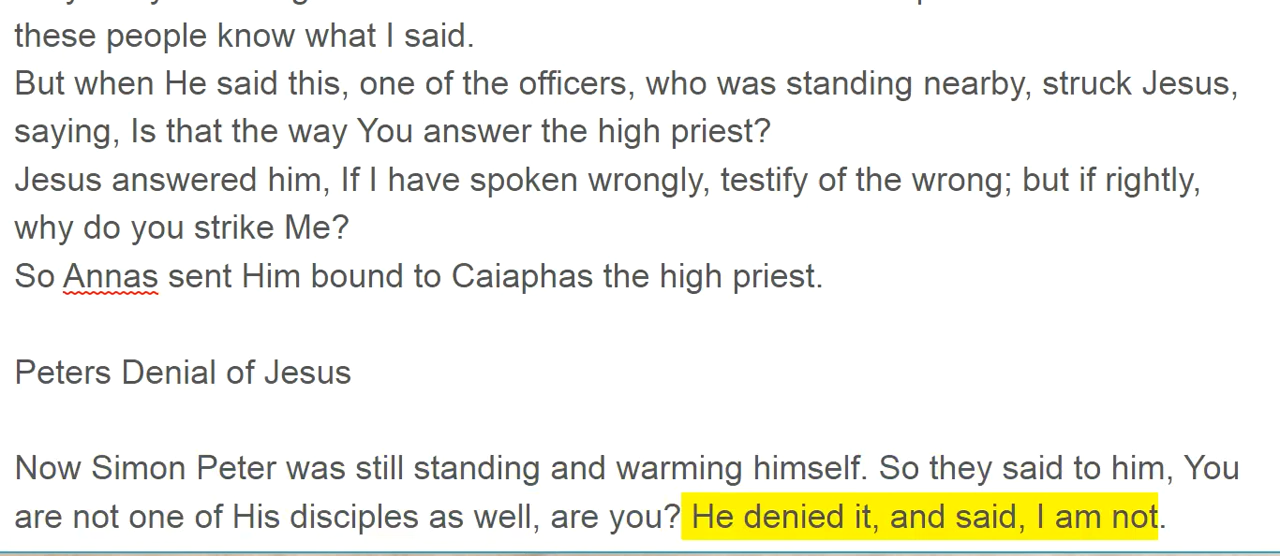 these people know what I said.
But when He said this, one of the officers, who was standing nearby, struck Jesus,
saying, Is that the way You answer the high priest?
Jesus answered him, If I have spoken wrongly, testify of the wrong; but if rightly,
why do you strike Me?
So Annas sent Him bound to Caiaphas the high priest.
Peters Denial of Jesus
Now Simon Peter was still standing and warming himself. So they said to him, You
are not one of His disciples as well, are you? He denied it, and said, I am not.